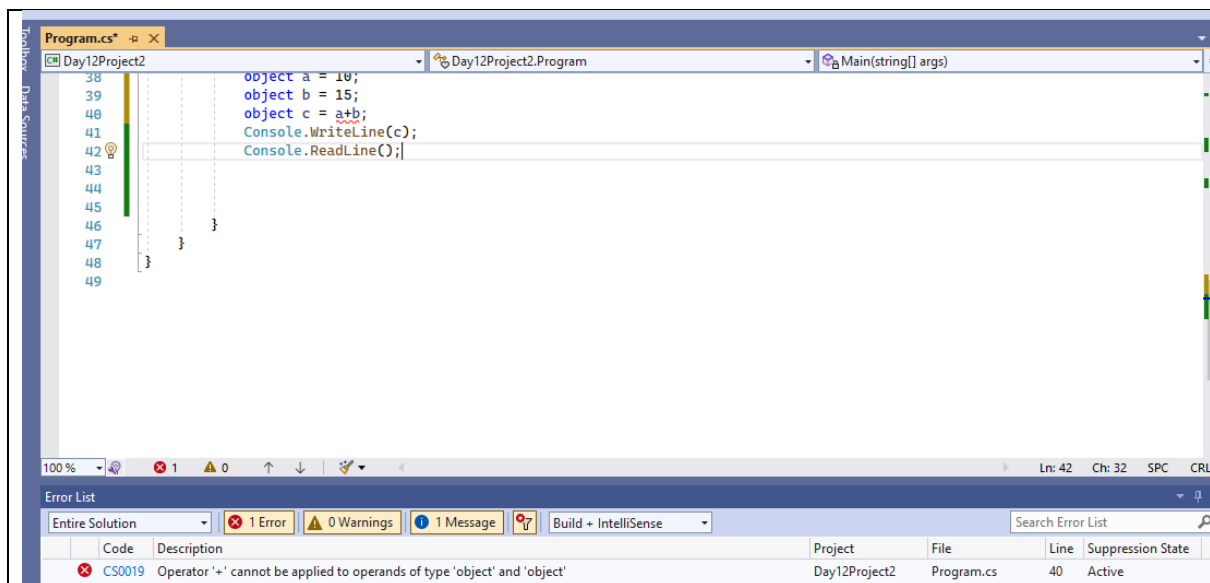 Toolbox
Data Sources
Program.cs*
C# Day12Project2
Day12Project2.Program
Main(string[] args)
38 object a = 10;
39 object b = 15;
40 object c = a+b;
41 Console.WriteLine(c);
42 Console.ReadLine();
43
44
45
46 }
47 }
48 }
49
100 % 1 0 Ln: 42 Ch: 32 SPC CRL
Error List
Entire Solution 1 Error 0 Warnings 1 Message Build + IntelliSense Search Error List
Code Description Project File Line Suppression State
CS0019 Operator '+' cannot be applied to operands of type 'object' and 'object' Day12Project2 Program.cs 40 Active